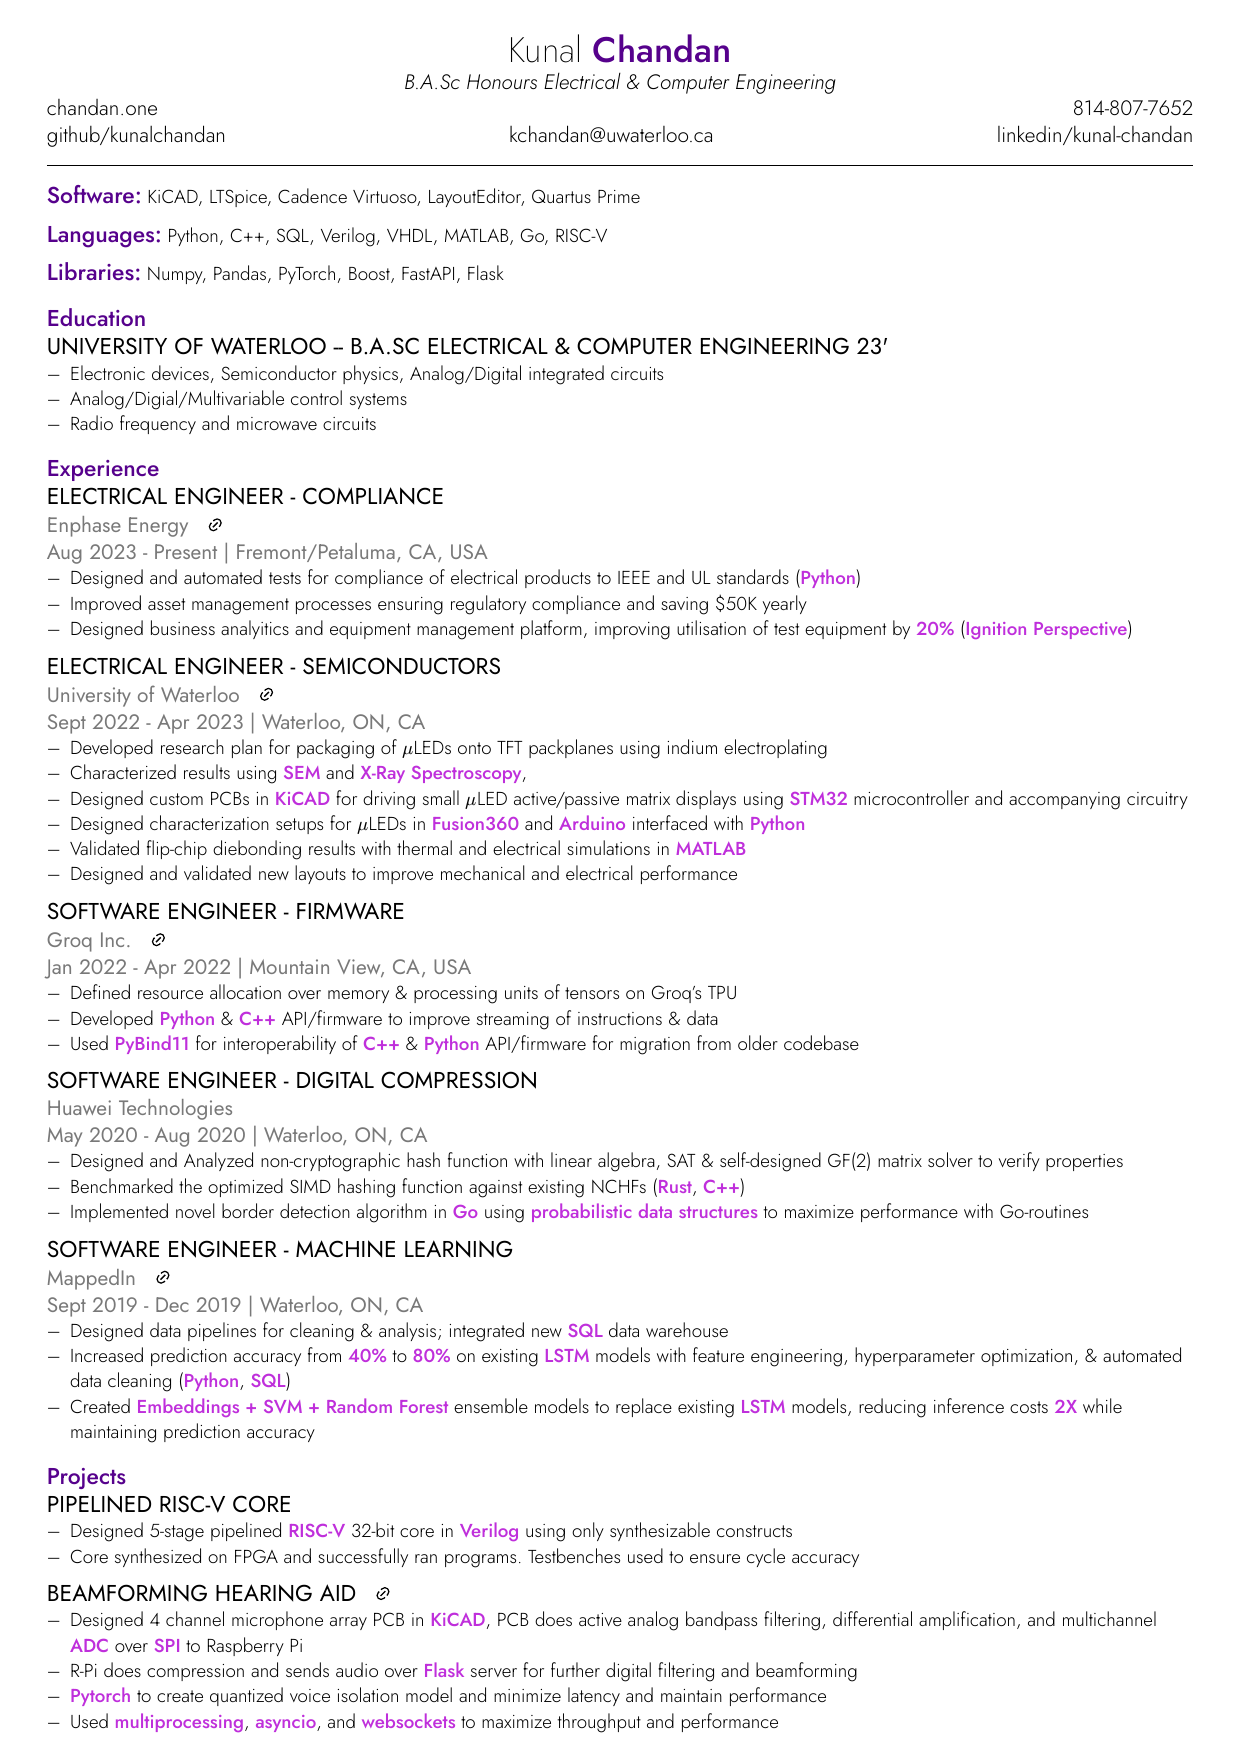 Kunal Chandan
B.A.Sc Honours Electrical & Computer Engineering
chandan.one
814-807-7652
github/kunalchandan
kchandan@uwaterloo.ca
linkedin/kunal-chandan
Software: KiCAD, LTSpice, Cadence Virtuoso, LayoutEditor, Quartus Prime
Languages: Python, C++, SQL, Verilog, VHDL, MATLAB, Go, RISC-V
Libraries: Numpy, Pandas, PyTorch, Boost, FastAPI, Flask
Education
UNIVERSITY OF WATERLOO – B.A.SC ELECTRICAL & COMPUTER ENGINEERING 23'
– Electronic devices, Semiconductor physics, Analog/Digital integrated circuits
– Analog/Digial/Multivariable control systems
– Radio frequency and microwave circuits
Experience
ELECTRICAL ENGINEER - COMPLIANCE
Enphase Energy
Aug 2023 - Present | Fremont/Petaluma, CA, USA
– Designed and automated tests for compliance of electrical products to IEEE and UL standards (Python)
– Improved asset management processes ensuring regulatory compliance and saving $50K yearly
– Designed business analyitics and equipment management platform, improving utilisation of test equipment by 20% (Ignition Perspective)
ELECTRICAL ENGINEER - SEMICONDUCTORS
University of Waterloo
Sept 2022 - Apr 2023 | Waterloo, ON, CA
– Developed research plan for packaging of μLEDs onto TFT packplanes using indium electroplating
– Characterized results using SEM and X-Ray Spectroscopy,
– Designed custom PCBs in KiCAD for driving small μLED active/passive matrix displays using STM32 microcontroller and accompanying circuitry
– Designed characterization setups for μLEDs in Fusion360 and Arduino interfaced with Python
– Validated flip-chip diebonding results with thermal and electrical simulations in MATLAB
– Designed and validated new layouts to improve mechanical and electrical performance
SOFTWARE ENGINEER - FIRMWARE
Groq Inc.
Jan 2022 - Apr 2022 | Mountain View, CA, USA
– Defined resource allocation over memory & processing units of tensors on Groq's TPU
– Developed Python & C++ API/firmware to improve streaming of instructions & data
– Used PyBind11 for interoperability of C++ & Python API/firmware for migration from older codebase
SOFTWARE ENGINEER - DIGITAL COMPRESSION
Huawei Technologies
May 2020 - Aug 2020 | Waterloo, ON, CA
– Designed and Analyzed non-cryptographic hash function with linear algebra, SAT & self-designed GF(2) matrix solver to verify properties
– Benchmarked the optimized SIMD hashing function against existing NCHFs (Rust, C++)
– Implemented novel border detection algorithm in Go using probabilistic data structures to maximize performance with Go-routines
SOFTWARE ENGINEER - MACHINE LEARNING
MappedIn
Sept 2019 - Dec 2019 | Waterloo, ON, CA
– Designed data pipelines for cleaning & analysis; integrated new SQL data warehouse
– Increased prediction accuracy from 40% to 80% on existing LSTM models with feature engineering, hyperparameter optimization, & automated
data cleaning (Python, SQL)
– Created Embeddings + SVM + Random Forest ensemble models to replace existing LSTM models, reducing inference costs 2X while
maintaining prediction accuracy
Projects
PIPELINED RISC-V CORE
– Designed 5-stage pipelined RISC-V 32-bit core in Verilog using only synthesizable constructs
– Core synthesized on FPGA and successfully ran programs. Testbenches used to ensure cycle accuracy
BEAMFORMING HEARING AID
– Designed 4 channel microphone array PCB in KiCAD, PCB does active analog bandpass filtering, differential amplification, and multichannel
ADC over SPI to Raspberry Pi
– R-Pi does compression and sends audio over Flask server for further digital filtering and beamforming
– Pytorch to create quantized voice isolation model and minimize latency and maintain performance
– Used multiprocessing, asyncio, and websockets to maximize throughput and performance